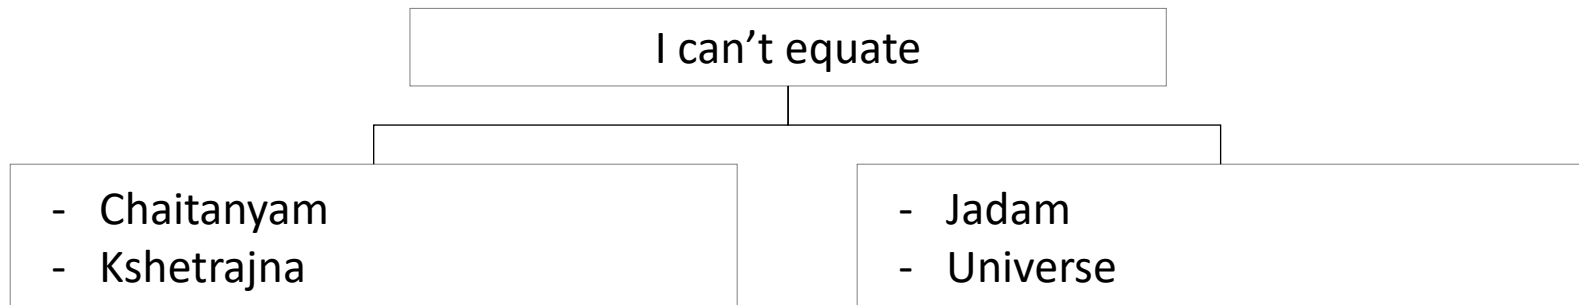 I can’t equate
- Chaitanyam
- Kshetrajna
- Jadam
- Universe